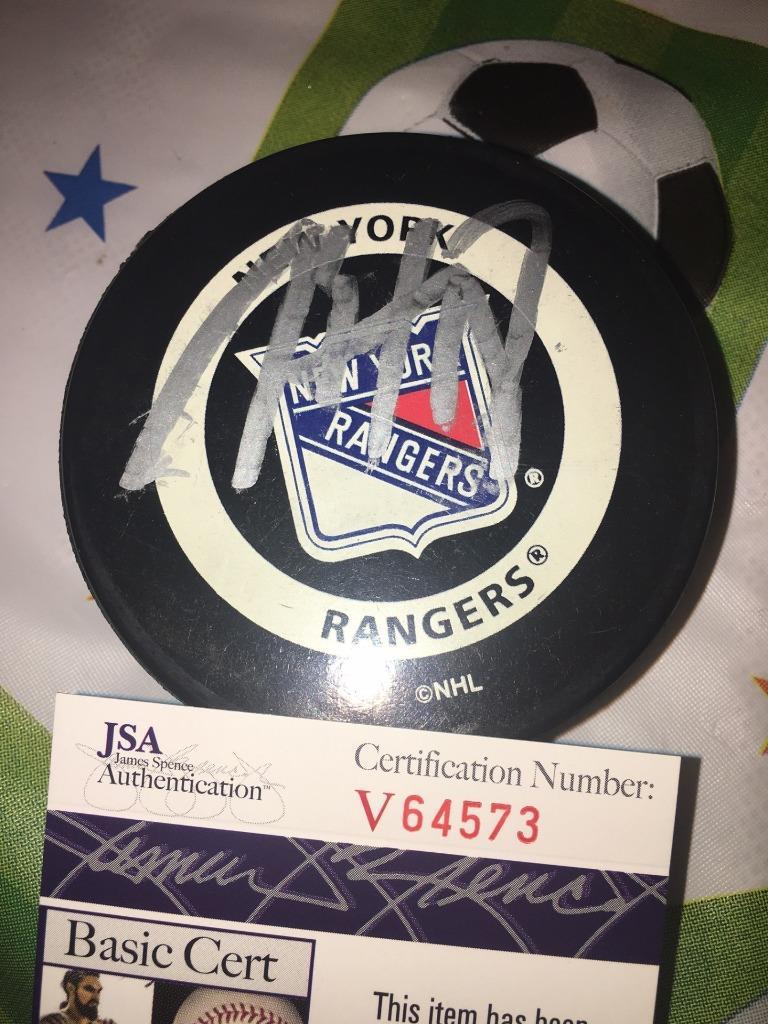 NEW YORK
NEW YORK
RANGERS
®
RANGERS®
©NHL
JSA
James Spence
Authentication™
Certification Number:
V64573
Basic Cert
This item has been